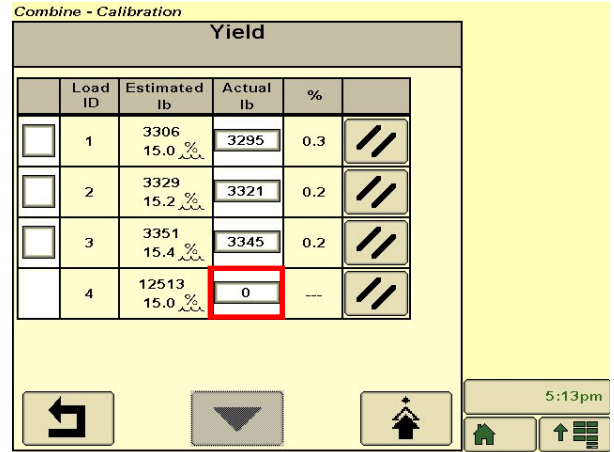 Combine - Calibration
Yield
Load ID Estimated lb Actual lb %
1 3306 15.0 % 3295 0.3
2 3329 15.2 % 3321 0.2
3 3351 15.4 % 3345 0.2
4 12513 15.0 % 0 ---
5:13pm